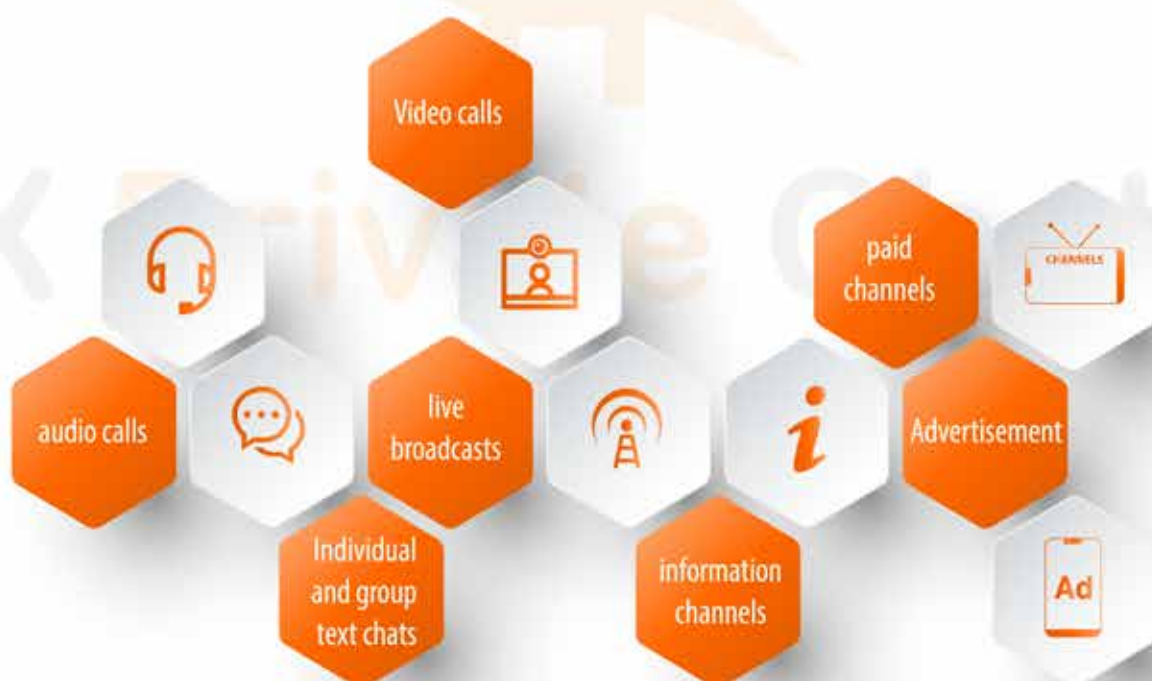 Video calls
paid
channels
CHANNELS
audio calls
live
broadcasts
Advertisement
Individual
and group
text chats
information
channels
Ad